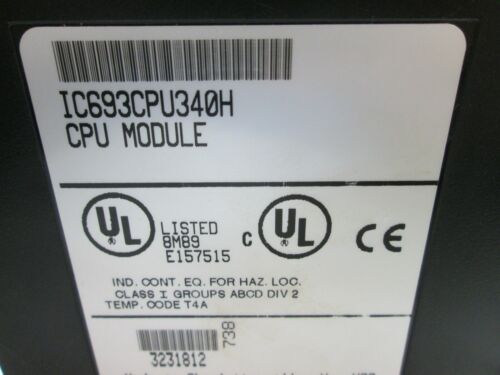 IC693CPU340H
CPU MODULE
UL LISTED
8M89
E157515
C UL CE
IND. CONT. EQ. FOR HAZ. LOC.
CLASS I GROUPS ABCD DIV 2
TEMP. CODE T4A
738
3231812